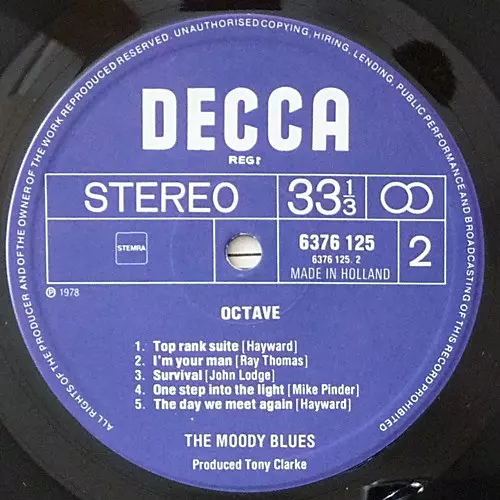 ALL RIGHTS OF THE PRODUCER AND OF THE OWNER OF THE WORK REPRODUCED RESERVED. UNAUTHORISED COPYING, HIRING, LENDING, PUBLIC PERFORMANCE AND BROADCASTING OF THIS RECORD PROHIBITED
DECCA
REGD
STEREO
33 1/3
STEMRA
6376 125
6376 125. 2
MADE IN HOLLAND
2
Ⓟ 1978
OCTAVE
1. Top rank suite [Hayward]
2. I'm your man [Ray Thomas]
3. Survival [John Lodge]
4. One step into the light [Mike Pinder]
5. The day we meet again [Hayward]
THE MOODY BLUES
Produced Tony Clarke